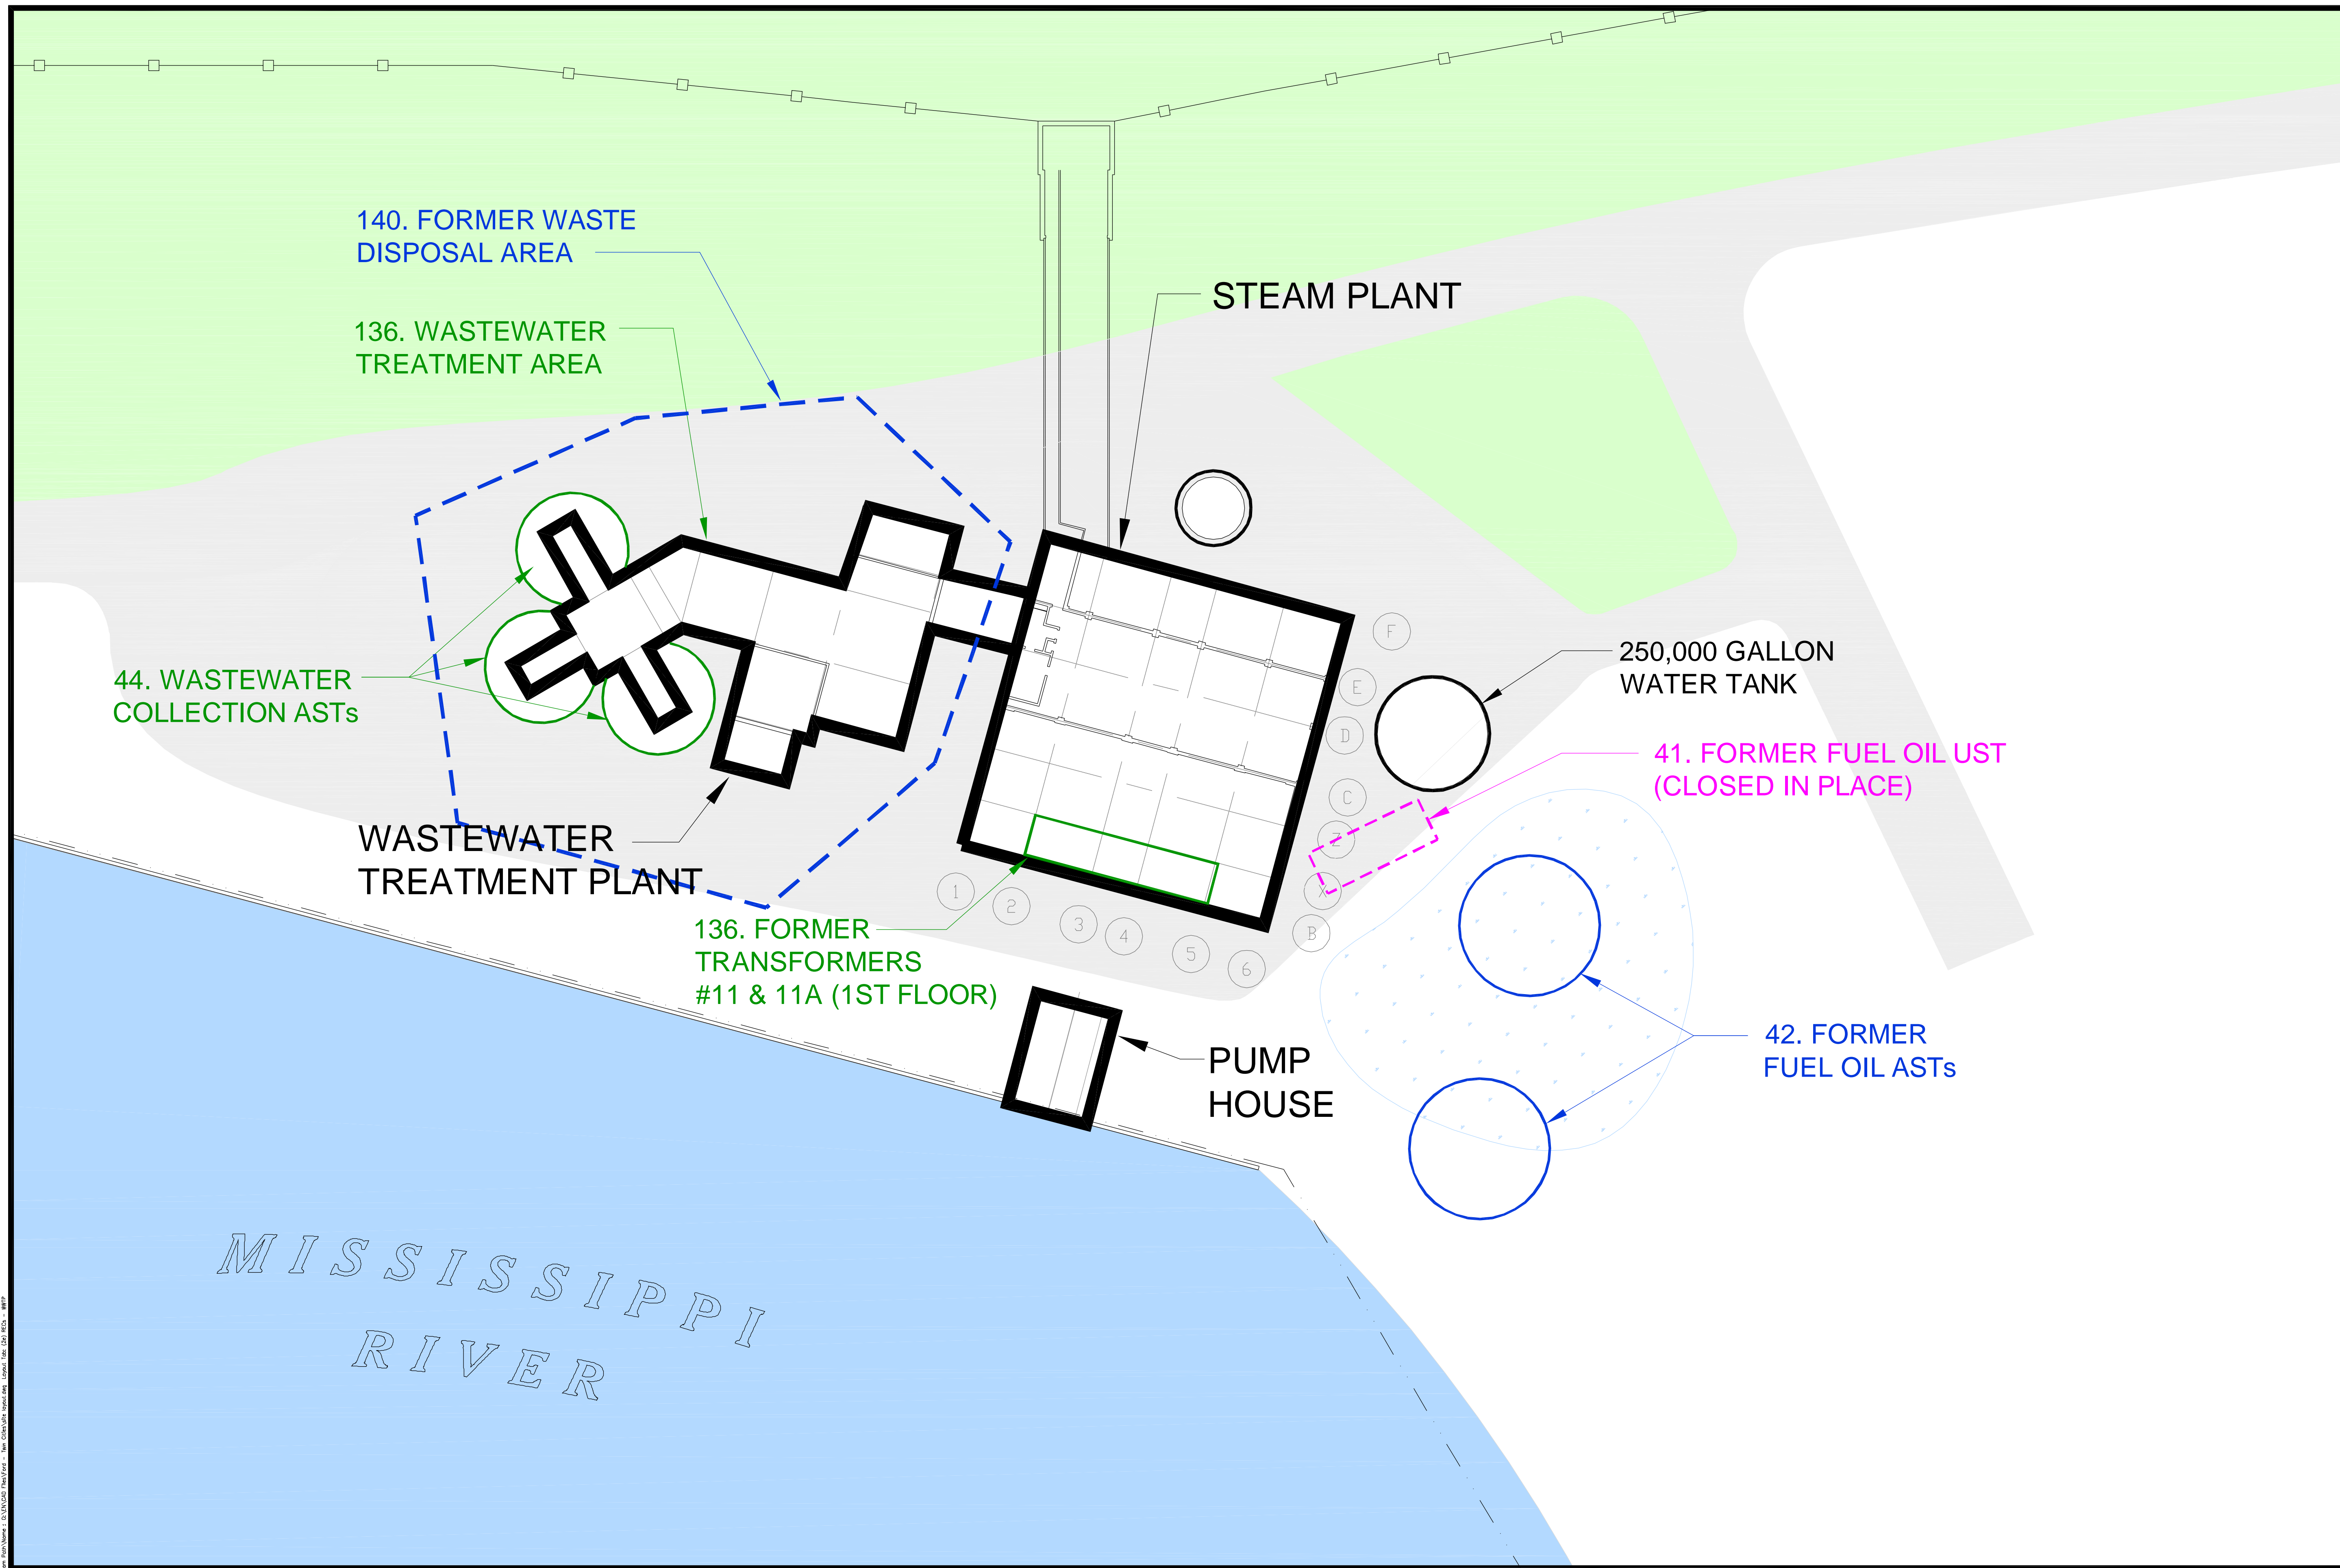 140. FORMER WASTE
DISPOSAL AREA
136. WASTEWATER
TREATMENT AREA
STEAM PLANT
F
E
D
C
Z
X
B
250,000 GALLON
WATER TANK
44. WASTEWATER
COLLECTION ASTs
41. FORMER FUEL OIL UST
(CLOSED IN PLACE)
WASTEWATER
TREATMENT PLANT
1
2
3
4
5
6
136. FORMER
TRANSFORMERS
#11 & 11A (1ST FLOOR)
PUMP
HOUSE
42. FORMER
FUEL OIL ASTs
MISSISSIPPI
RIVER